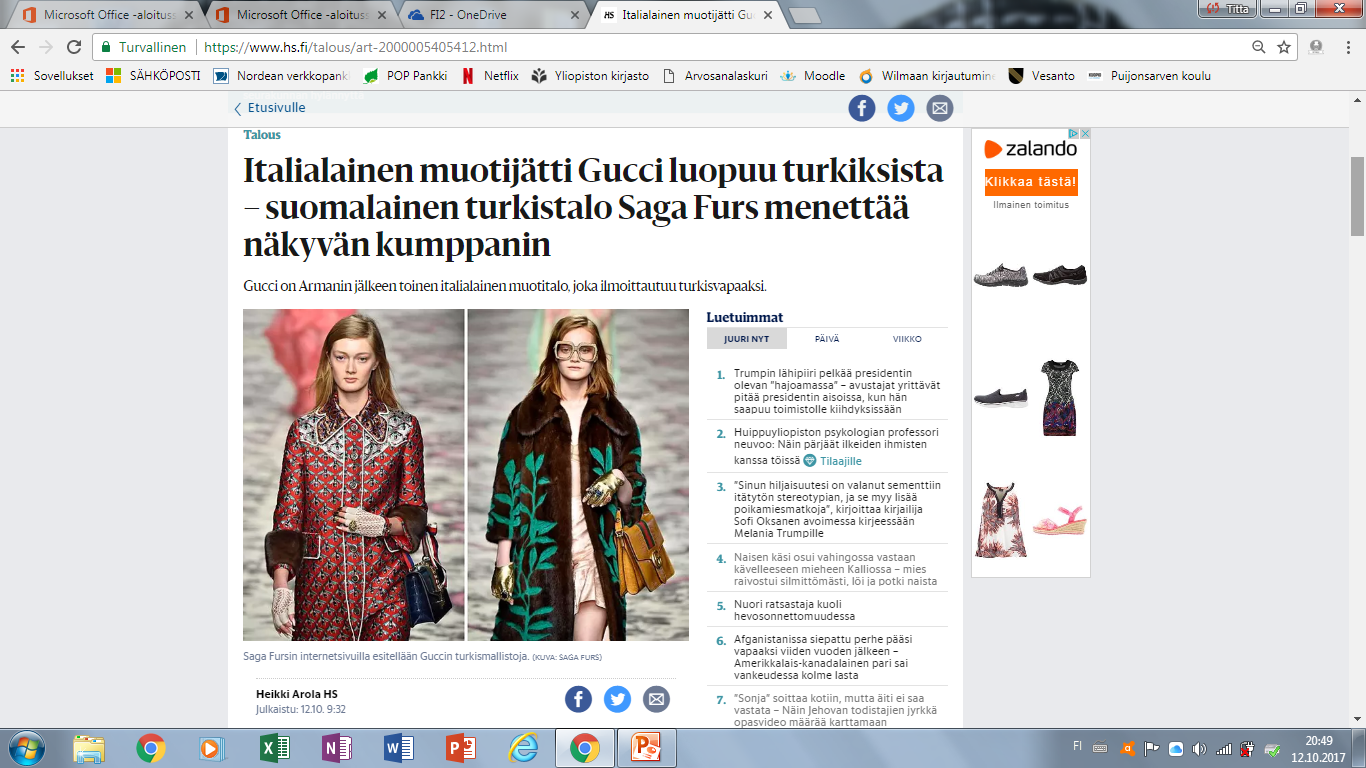 Microsoft Office -aloituss
Microsoft Office -aloituss
FI2 - OneDrive
HS Italialainen muotijätti Gu
Titta
Turvallinen
https://www.hs.fi/talous/art-2000005405412.html
Sovellukset
SÄHKÖPOSTI
Nordean verkkopank
POP Pankki
Netflix
Yliopiston kirjasto
Arvosanalaskuri
Moodle
Wilmaan kirjautumine
Vesanto
Puijonsarven koulu
Etusivulle
Talous
Italialainen muotijätti Gucci luopuu turkiksista
– suomalainen turkistalo Saga Furs menettää
näkyvän kumppanin
Gucci on Armanin jälkeen toinen italialainen muotitalo, joka ilmoittautuu turkisvapaaksi.
Saga Fursin internetsivuilla esitellään Guccin turkismallistoja. (KUVA: SAGA FURS)
Heikki Arola HS
Julkaistu: 12.10. 9:32
Luetuimmat
JUURI NYT
PÄIVÄ
VIIKKO
1. Trumpin lähipiiri pelkää presidentin
olevan "hajoamassa" – avustajat yrittävät
pitää presidentin aisoissa, kun hän
saapuu toimistolle kiihdyksissään
2. Huippuyliopiston psykologian professori
neuvoo: Näin pärjäät ilkeiden ihmisten
kanssa töissä Tilaajille
3. "Sinun hiljaisuutesi on valanut sementtiin
itätytön stereotypian, ja se myy lisää
poikamiesmatkoja", kirjoittaa kirjailija
Sofi Oksanen avoimessa kirjeessään
Melania Trumpille
4. Naisen käsi osui vahingossa vastaan
kävelleeseen mieheen Kalliossa – mies
raivostui silmittömästi, löi ja potki naista
5. Nuori ratsastaja kuoli
hevosonnettomuudessa
6. Afganistanissa siepattu perhe pääsi
vapaaksi viiden vuoden jälkeen –
Amerikkalais-kanadalainen pari sai
vankeudessa kolme lasta
7. "Sonja" soittaa kotiin, mutta äiti ei saa
vastata – Näin Jehovan todistajien jyrkkä
opasvideo määrää karttamaan
zalando
Klikkaa tästä!
Ilmainen toimitus
FI
20:49
12.10.2017